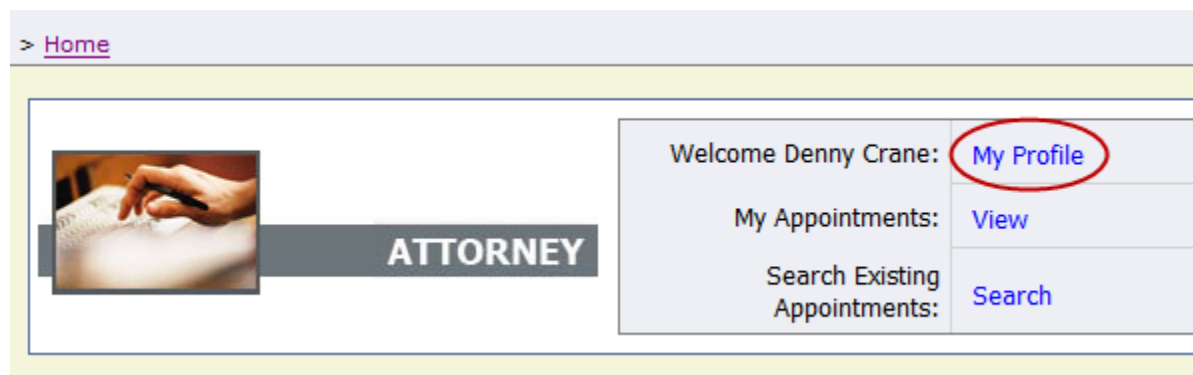 > Home
ATTORNEY
Welcome Denny Crane: My Profile
My Appointments: View
Search Existing
Appointments: Search